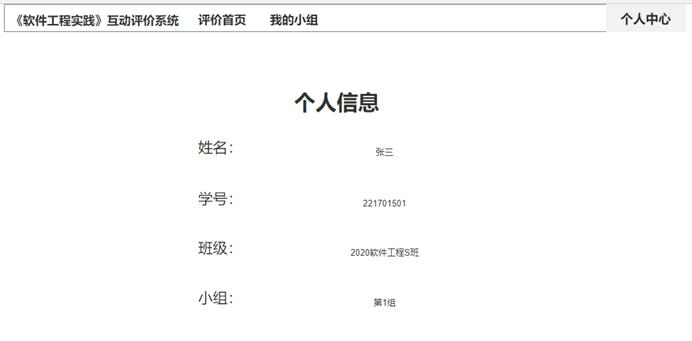 《软件工程实践》互动评价系统 评价首页 我的小组 个人中心
个人信息
姓名： 张三
学号： 221701501
班级： 2020软件工程S班
小组： 第1组